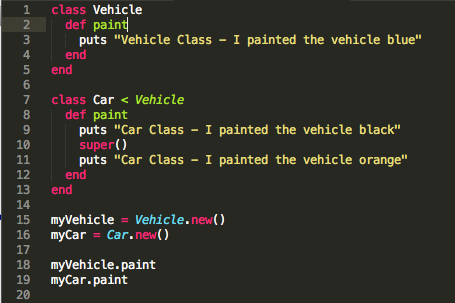 1 class Vehicle
2   def paint
3     puts "Vehicle Class – I painted the vehicle blue"
4   end
5 end
6
7 class Car < Vehicle
8   def paint
9     puts "Car Class – I painted the vehicle black"
10     super()
11     puts "Car Class – I painted the vehicle orange"
12   end
13 end
14
15 myVehicle = Vehicle.new()
16 myCar = Car.new()
17
18 myVehicle.paint
19 myCar.paint
20